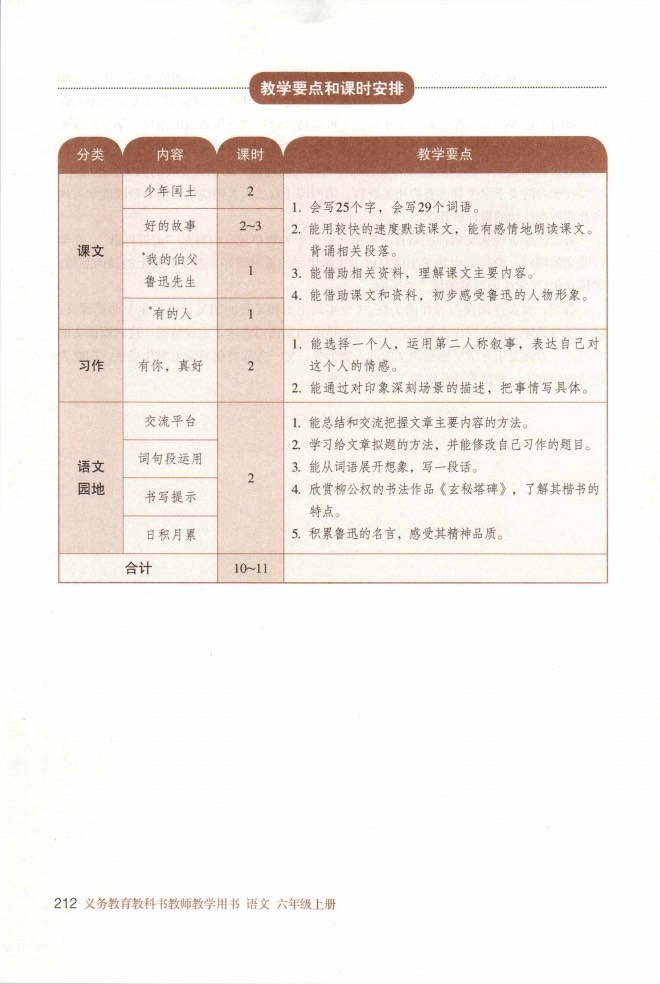 教学要点和课时安排
分类 内容 课时 教学要点
课文
少年闰土 2
好的故事 2~3
*我的伯父
鲁迅先生 1
*有的人 1
1. 会写25个字，会写29个词语。
2. 能用较快的速度默读课文，能有感情地朗读课文。
背诵相关段落。
3. 能借助相关资料，理解课文主要内容。
4. 能借助课文和资料，初步感受鲁迅的人物形象。
习作 有你，真好 2
1. 能选择一个人，运用第二人称叙事，表达自己对
这个人的情感。
2. 能通过对印象深刻场景的描述，把事情写具体。
语文
园地
交流平台
词句段运用
书写提示
日积月累
2
1. 能总结和交流把握文章主要内容的方法。
2. 学习给文章拟题的方法，并能修改自己习作的题目。
3. 能从词语展开想象，写一段话。
4. 欣赏柳公权的书法作品《玄秘塔碑》，了解其楷书的
特点。
5. 积累鲁迅的名言，感受其精神品质。
合计 10~11
212 义务教育教科书教师教学用书 语文 六年级上册